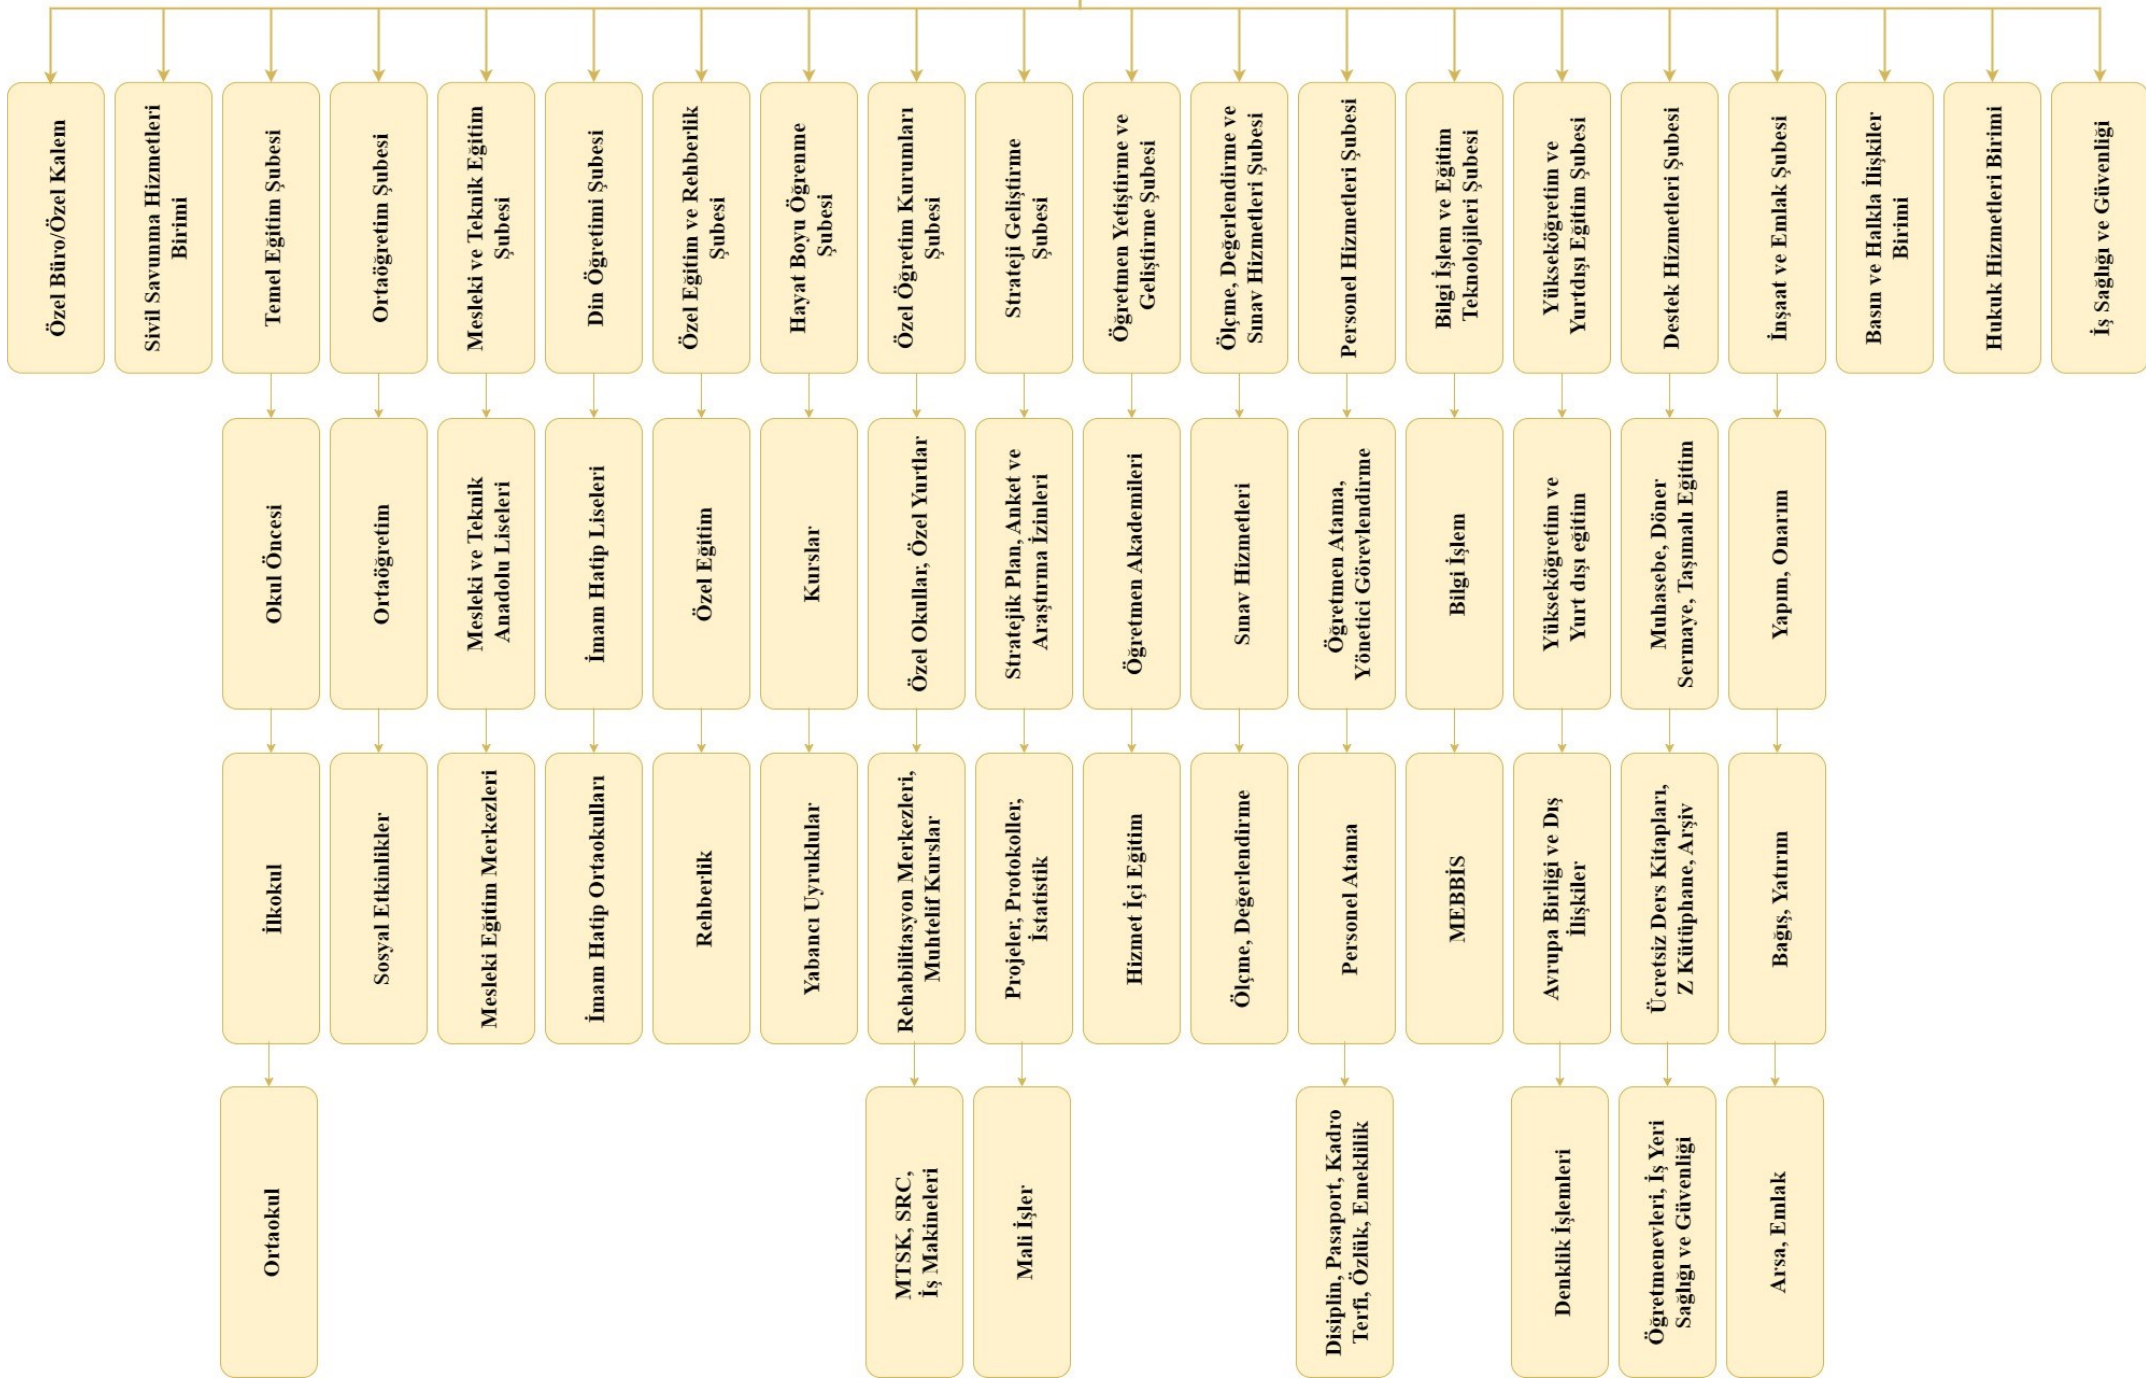 Özel Büro/Özel Kalem
Sivil Savunma Hizmetleri
Birimi
Temel Eğitim Şubesi
Ortaöğretim Şubesi
Mesleki ve Teknik Eğitim
Şubesi
Din Öğretimi Şubesi
Özel Eğitim ve Rehberlik
Şubesi
Hayat Boyu Öğrenme
Şubesi
Özel Öğretim Kurumları
Şubesi
Strateji Geliştirme
Şubesi
Öğretmen Yetiştirme ve
Geliştirme Şubesi
Ölçme, Değerlendirme ve
Sınav Hizmetleri Şubesi
Personel Hizmetleri Şubesi
Bilgi İşlem ve Eğitim
Teknolojileri Şubesi
Yükseköğretim ve
Yurtdışı Eğitim Şubesi
Destek Hizmetleri Şubesi
İnşaat ve Emlak Şubesi
Basın ve Halkla İlişkiler
Birimi
Hukuk Hizmetleri Birimi
İş Sağlığı ve Güvenliği
Okul Öncesi
Ortaöğretim
Mesleki ve Teknik
Anadolu Liseleri
İmam Hatip Liseleri
Özel Eğitim
Kurslar
Özel Okullar, Özel Yurtlar
Stratejik Plan, Anket ve
Araştırma İzinleri
Öğretmen Akademileri
Sınav Hizmetleri
Öğretmen Atama,
Yönetici Görevlendirme
Bilgi İşlem
Yükseköğretim ve
Yurt dışı eğitim
Muhasebe, Döner
Sermaye, Taşımalı Eğitim
Yapım, Onarım
İlkokul
Sosyal Etkinlikler
Mesleki Eğitim Merkezleri
İmam Hatip Ortaokulları
Rehberlik
Yabancı Uyruklular
Rehabilitasyon Merkezleri,
Muhtelif Kurslar
Projeler, Protokoller,
İstatistik
Hizmet İçi Eğitim
Ölçme, Değerlendirme
Personel Atama
MEBBİS
Avrupa Birliği ve Dış
İlişkiler
Ücretsiz Ders Kitapları,
Z Kütüphane, Arşiv
Bağış, Yatırım
Ortaokul
MTSK, SRC,
İş Makineleri
Mali İşler
Disiplin, Pasaport, Kadro
Terfi, Özlük, Emeklilik
Denklik İşlemleri
Öğretmenevleri, İş Yeri
Sağlığı ve Güvenliği
Arsa, Emlak